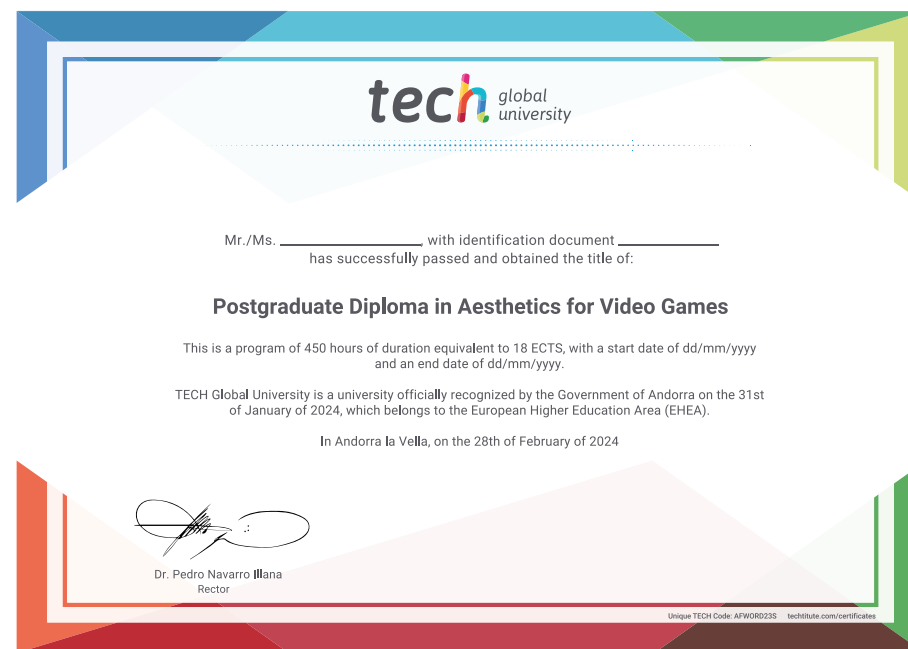 tech global
university
Mr./Ms. ____________________, with identification document ______________
has successfully passed and obtained the title of:
Postgraduate Diploma in Aesthetics for Video Games
This is a program of 450 hours of duration equivalent to 18 ECTS, with a start date of dd/mm/yyyy
and an end date of dd/mm/yyyy.
TECH Global University is a university officially recognized by the Government of Andorra on the 31st
of January of 2024, which belongs to the European Higher Education Area (EHEA).
In Andorra la Vella, on the 28th of February of 2024
Dr. Pedro Navarro Illana
Rector
Unique TECH Code: AFWORD23S techtitute.com/certificates